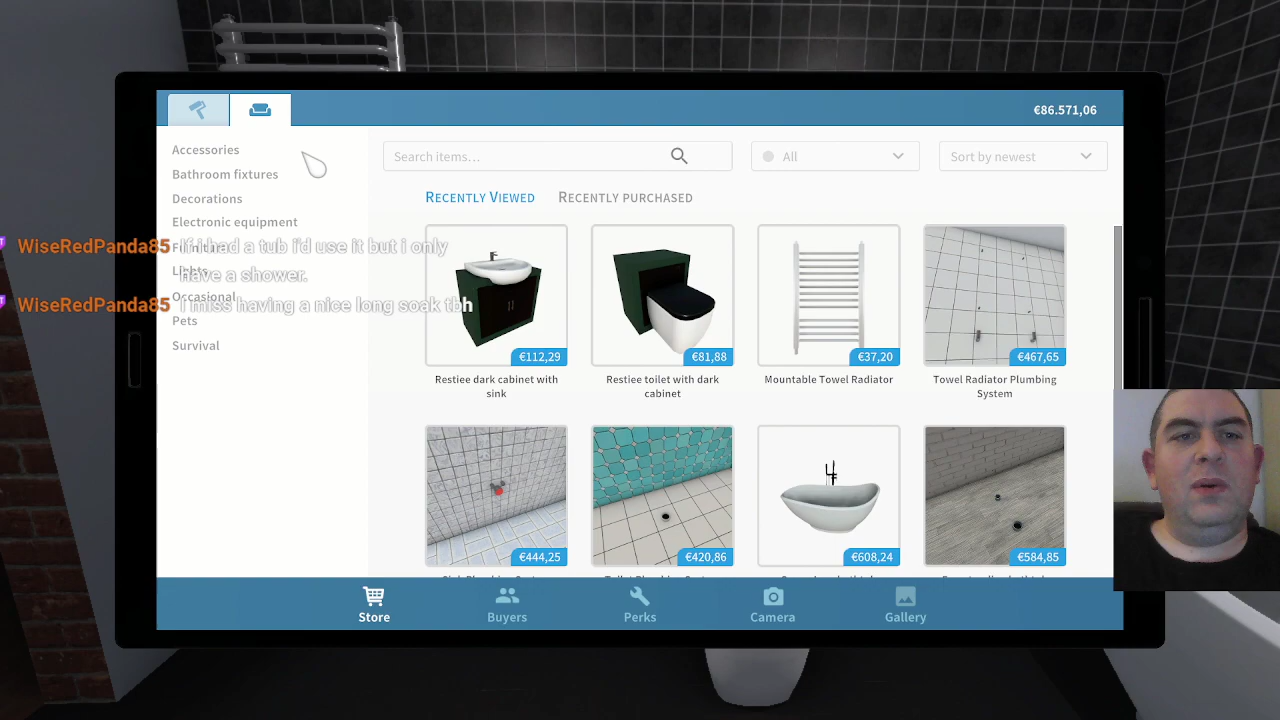 €86.571,06
Accessories
Bathroom fixtures
Decorations
Electronic equipment
Lights
Occasional
Pets
Survival
Search items...
All
Sort by newest
RECENTLY VIEWED
RECENTLY PURCHASED
WiseRedPanda85 If i had a tub i'd use it but i only
have a shower.
WiseRedPanda85 I miss having a nice long soak tbh
€112,29
€81,88
€37,20
€467,65
Restiee dark cabinet with
sink
Restiee toilet with dark
cabinet
Mountable Towel Radiator
Towel Radiator Plumbing
System
€444,25
€420,86
€608,24
€584,85
Store
Buyers
Perks
Camera
Gallery